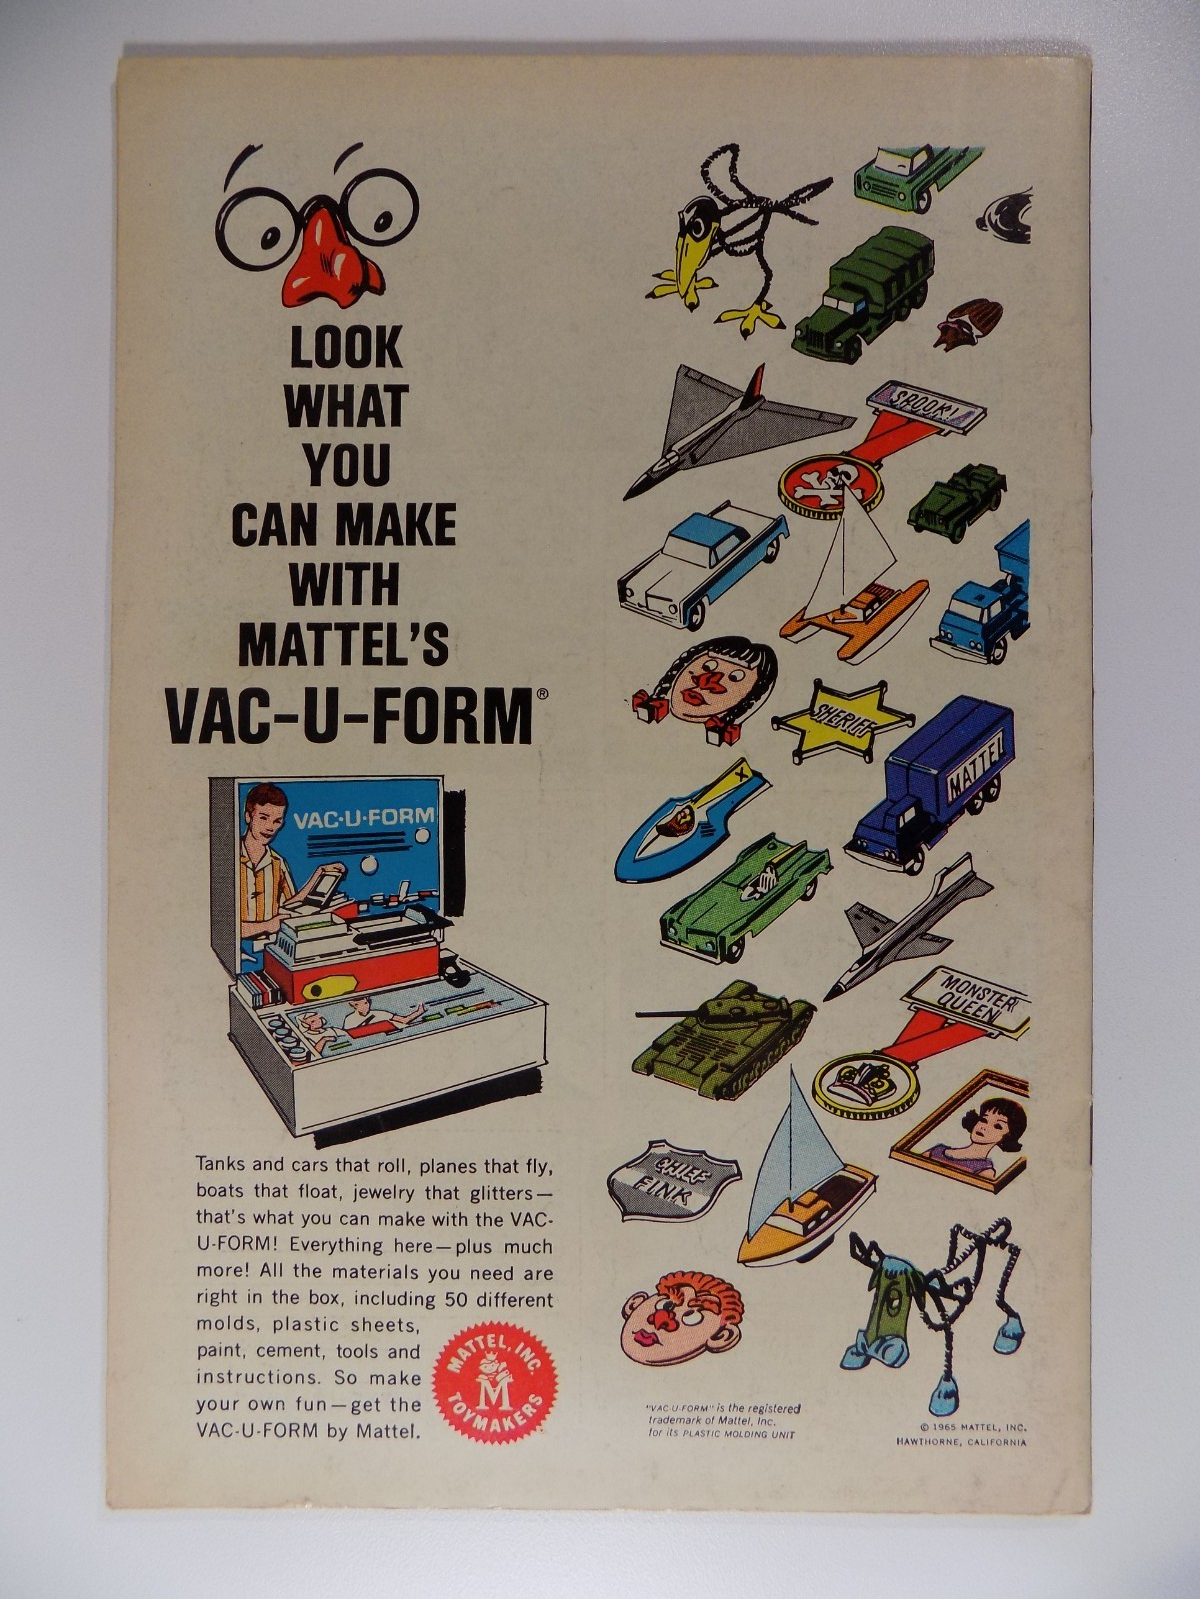 LOOK
WHAT
YOU
CAN MAKE
WITH
MATTEL'S
VAC-U-FORM®
VAC-U-FORM
Tanks and cars that roll, planes that fly,
boats that float, jewelry that glitters—
that's what you can make with the VAC-
U-FORM! Everything here—plus much
more! All the materials you need are
right in the box, including 50 different
molds, plastic sheets,
paint, cement, tools and
instructions. So make
your own fun—get the
VAC-U-FORM by Mattel.
MATTEL, INC.
M
TOYMAKERS
SPOOK!
SHERIFF
MATTEL
X
MONSTER
QUEEN
CHIEF
FINK
"VAC-U-FORM" is the registered
trademark of Mattel, Inc.
for its PLASTIC MOLDING UNIT
© 1965 MATTEL, INC.
HAWTHORNE, CALIFORNIA